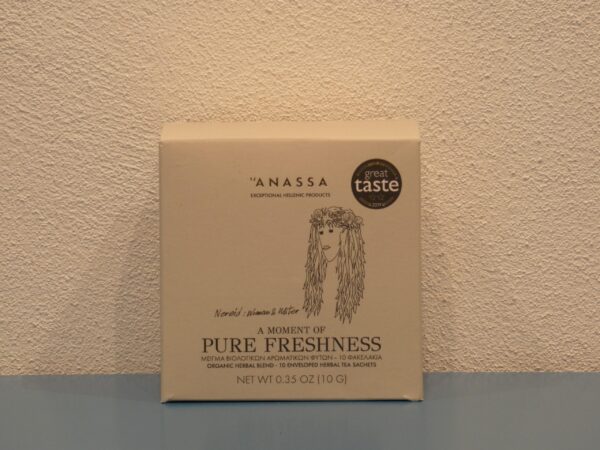 ANASSA
EXCEPTIONAL HELLENIC PRODUCTS
great
taste
Nereid: Woman & Water
A MOMENT OF
PURE FRESHNESS
ΜΕΙΓΜΑ ΒΙΟΛΟΓΙΚΩΝ ΑΡΩΜΑΤΙΚΩΝ ΦΥΤΩΝ - 10 ΦΑΚΕΛΑΚΙΑ
ORGANIC HERBAL BLEND - 10 ENVELOPED HERBAL TEA SACHETS
NET WT 0.35 OZ (10 G)